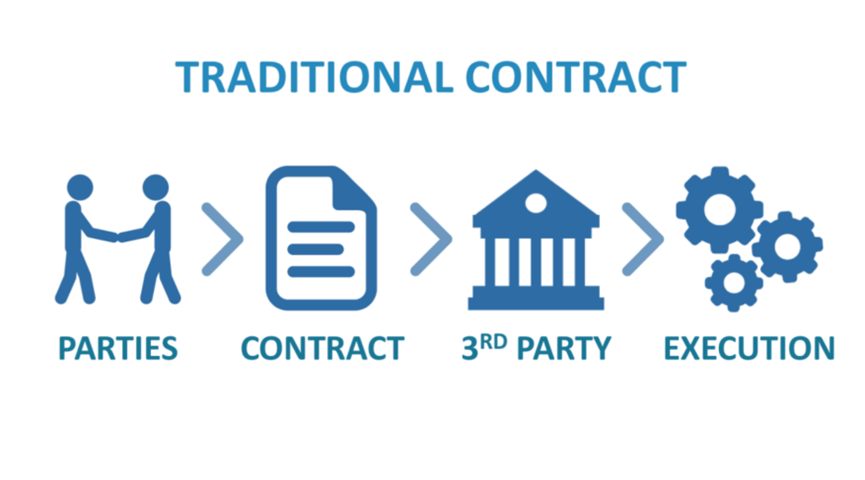 TRADITIONAL CONTRACT
PARTIES
CONTRACT
3RD PARTY
EXECUTION